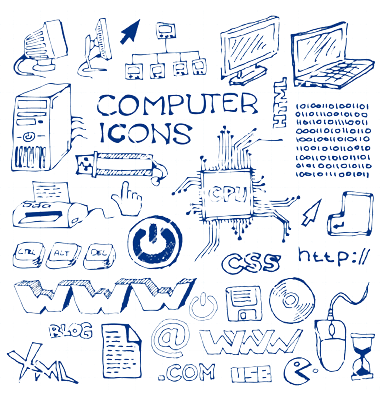 COMPUTER
ICONS
HTML
CPU
CTRL ALT DEL
CSS
http://
WWW
BLOG
@
WWW
XML
.COM
USB